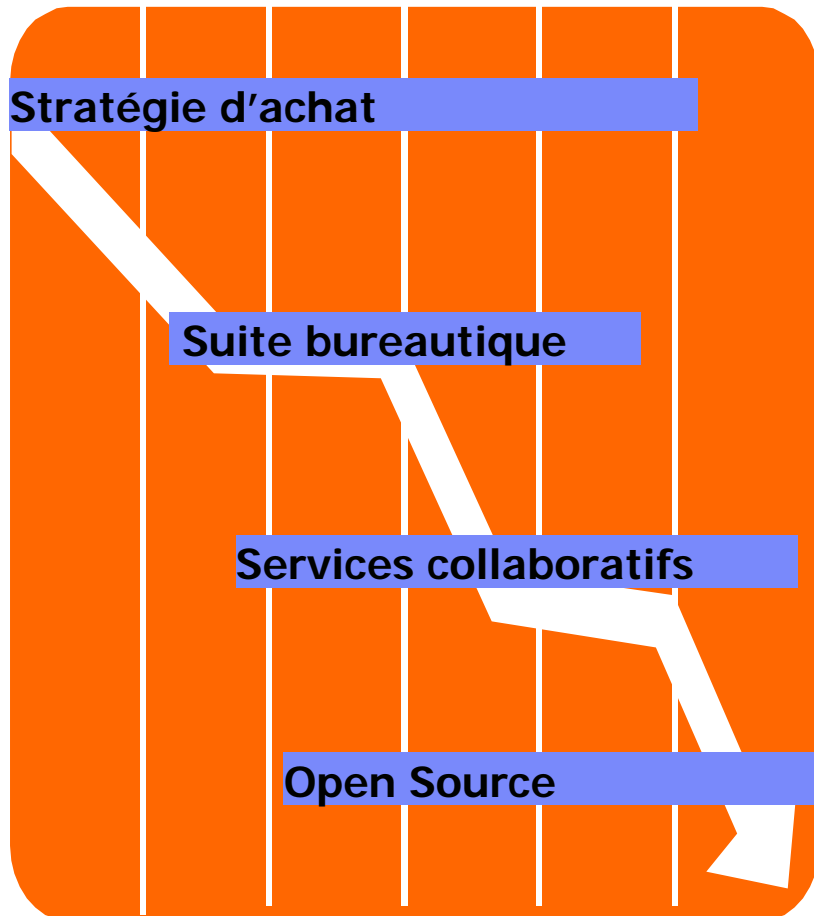 Stratégie d'achat
Suite bureautique
Services collaboratifs
Open Source